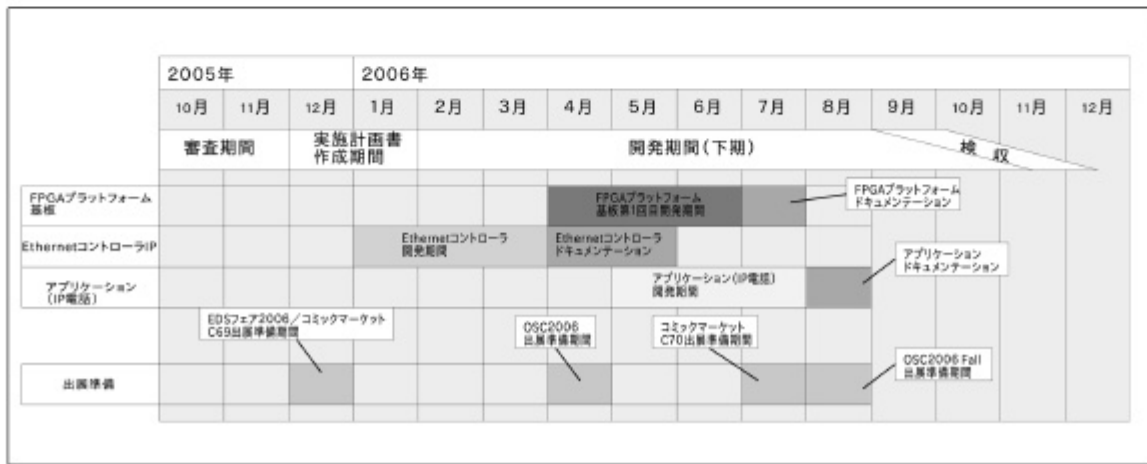 2005年 2006年
10月 11月 12月 1月 2月 3月 4月 5月 6月 7月 8月 9月 10月 11月 12月
審査期間 実施計画書 開発期間(下期) 検収
作成期間
FPGAプラットフォーム
基板
FPGAプラットフォーム
基板第1回目開発期間
FPGAプラットフォーム
ドキュメンテーション
EthernetコントローラIP
Ethernetコントローラ
開発期間
Ethernetコントローラ
ドキュメンテーション
アプリケーション
ドキュメンテーション
アプリケーション
(IP電話)
アプリケーション(IP電話)
開発期間
EDSフェア2006/コミックマーケット
C69出展準備期間
OSC2006
出展準備期間
コミックマーケット
C70出展準備期間
OSC2006 Fall
出展準備期間
出展準備